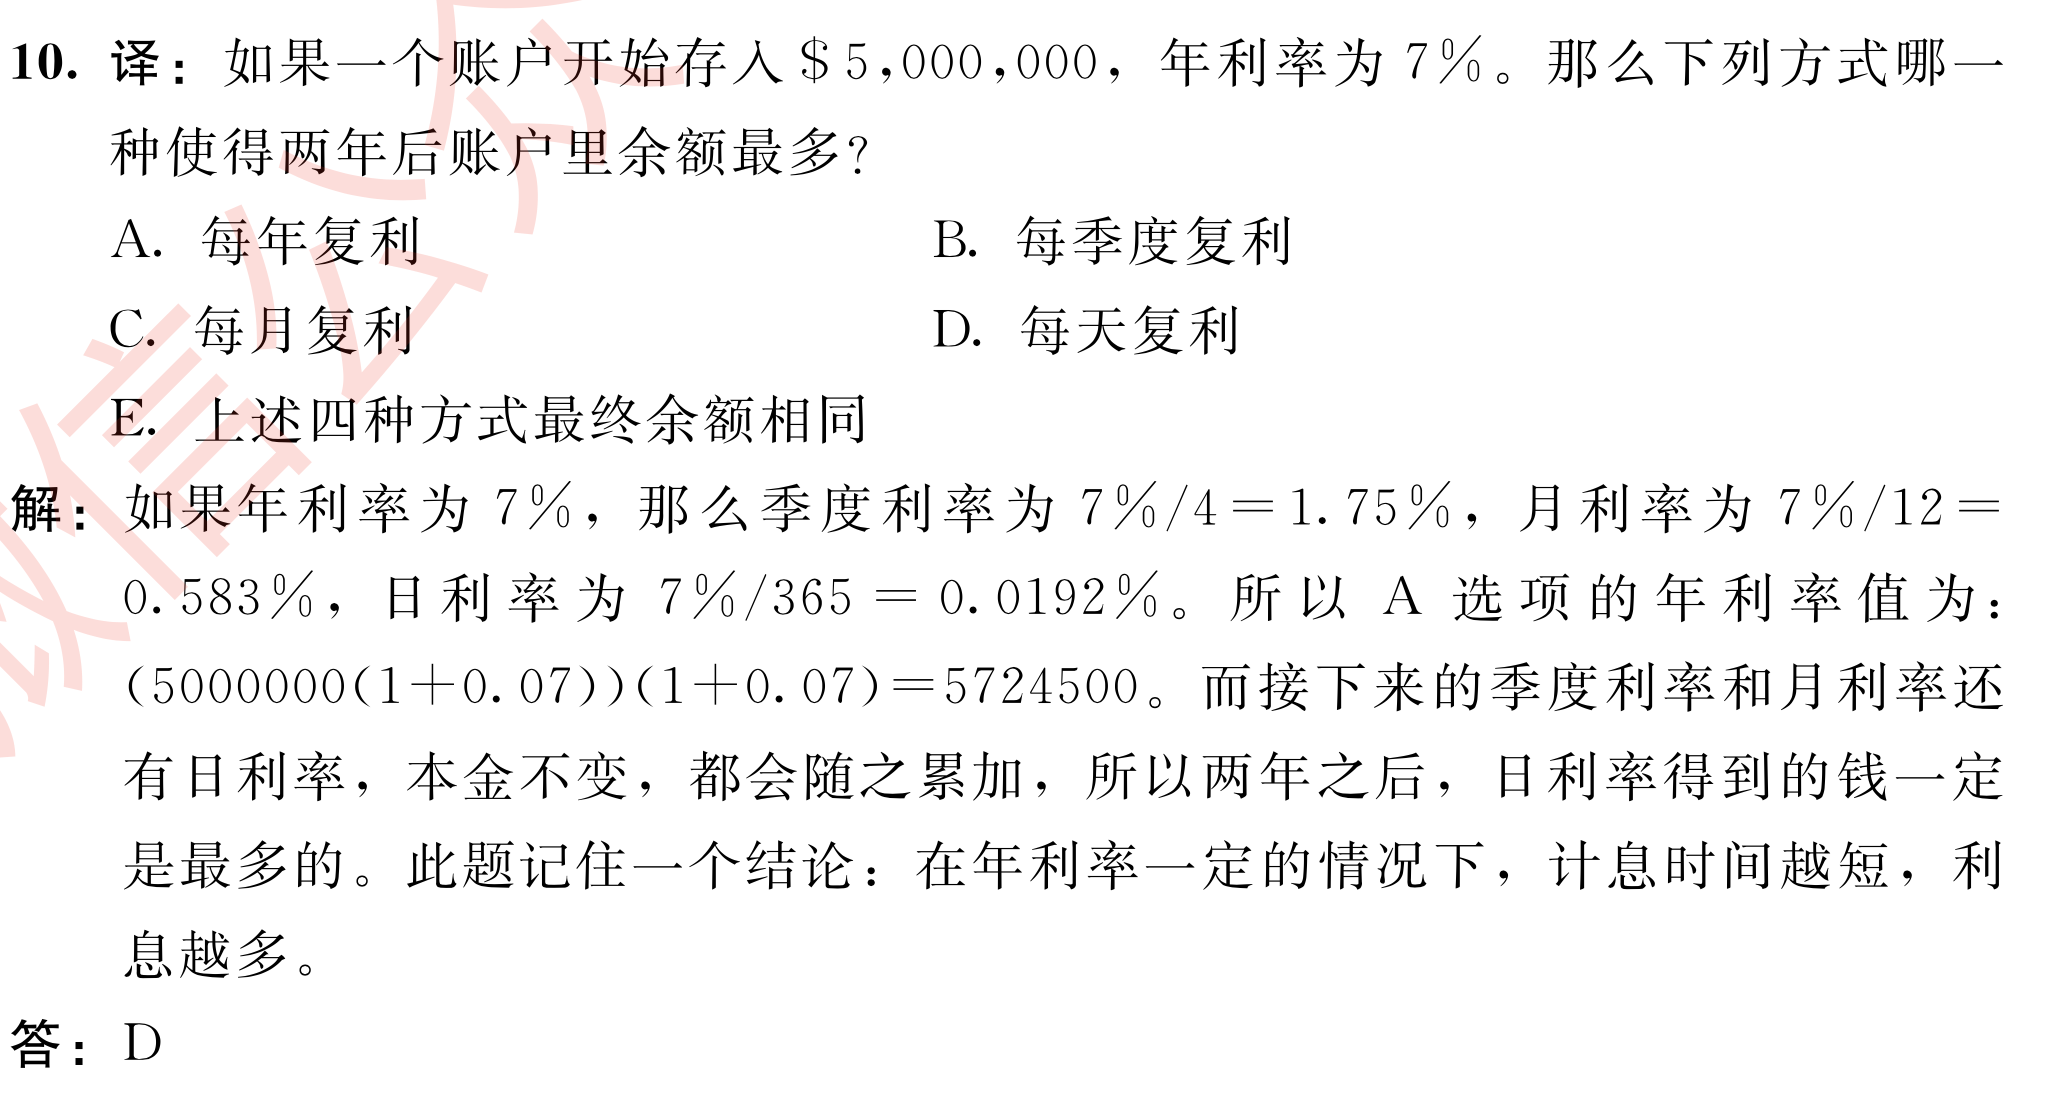 10. 译：如果一个账户开始存入＄5,000,000，年利率为 7％。那么下列方式哪一
种使得两年后账户里余额最多？
A. 每年复利 B. 每季度复利
C. 每月复利 D. 每天复利
E. 上述四种方式最终余额相同
解：如果年利率为 7％，那么季度利率为 7％/4＝1.75％，月利率为 7％/12＝
0.583％，日利率为 7％/365 ＝ 0.0192％。所以 A 选项的年利率值为：
(5000000(1＋0.07))(1＋0.07)＝5724500。而接下来的季度利率和月利率还
有日利率，本金不变，都会随之累加，所以两年之后，日利率得到的钱一定
是最多的。此题记住一个结论：在年利率一定的情况下，计息时间越短，利
息越多。
答：D
微信公众